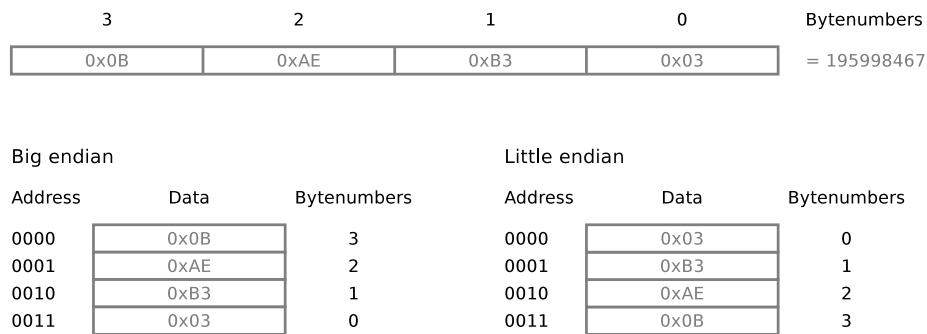 3 2 1 0 Bytenumbers
0x0B 0xAE 0xB3 0x03 = 195998467
Big endian
Address Data Bytenumbers
0000 0x0B 3
0001 0xAE 2
0010 0xB3 1
0011 0x03 0
Little endian
Address Data Bytenumbers
0000 0x03 0
0001 0xB3 1
0010 0xAE 2
0011 0x0B 3